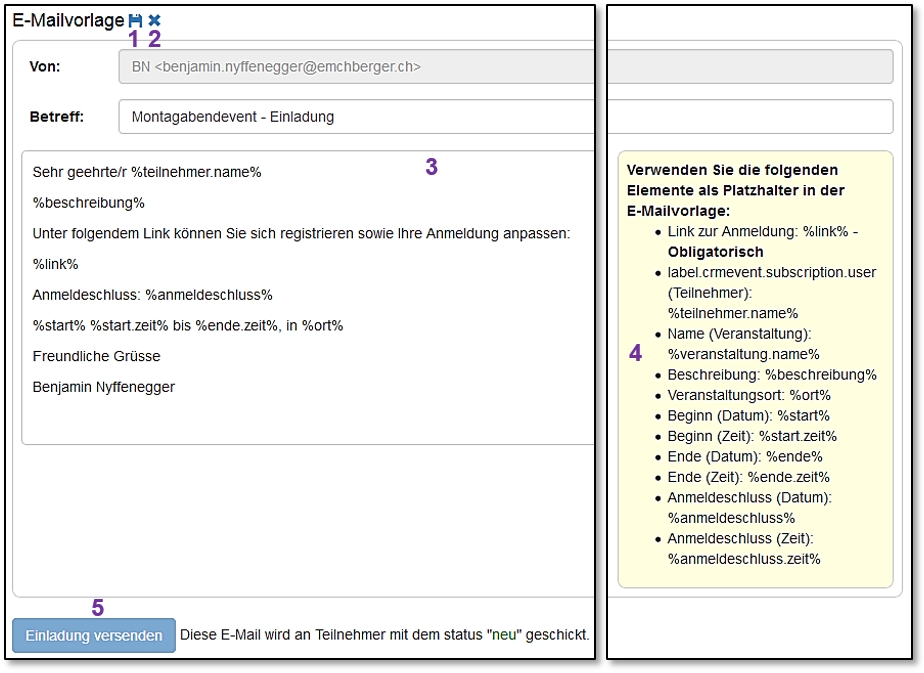 E-Mailvorlage
1 2
Von: BN <benjamin.nyffenegger@emchberger.ch>
Betreff: Montagabendevent - Einladung
3
Sehr geehrte/r %teilnehmer.name%
%beschreibung%
Unter folgendem Link können Sie sich registrieren sowie Ihre Anmeldung anpassen:
%link%
Anmeldeschluss: %anmeldeschluss%
%start% %start.zeit% bis %ende.zeit%, in %ort%
Freundliche Grüsse
Benjamin Nyffenegger
Verwenden Sie die folgenden
Elemente als Platzhalter in der
E-Mailvorlage:
• Link zur Anmeldung: %link% -
Obligatorisch
• label.crmevent.subscription.user
(Teilnehmer):
%teilnehmer.name%
• Name (Veranstaltung):
4
%veranstaltung.name%
• Beschreibung: %beschreibung%
• Veranstaltungsort: %ort%
• Beginn (Datum): %start%
• Beginn (Zeit): %start.zeit%
• Ende (Datum): %ende%
• Ende (Zeit): %ende.zeit%
• Anmeldeschluss (Datum):
%anmeldeschluss%
• Anmeldeschluss (Zeit):
%anmeldeschluss.zeit%
5
Einladung versenden Diese E-Mail wird an Teilnehmer mit dem status "neu" geschickt.